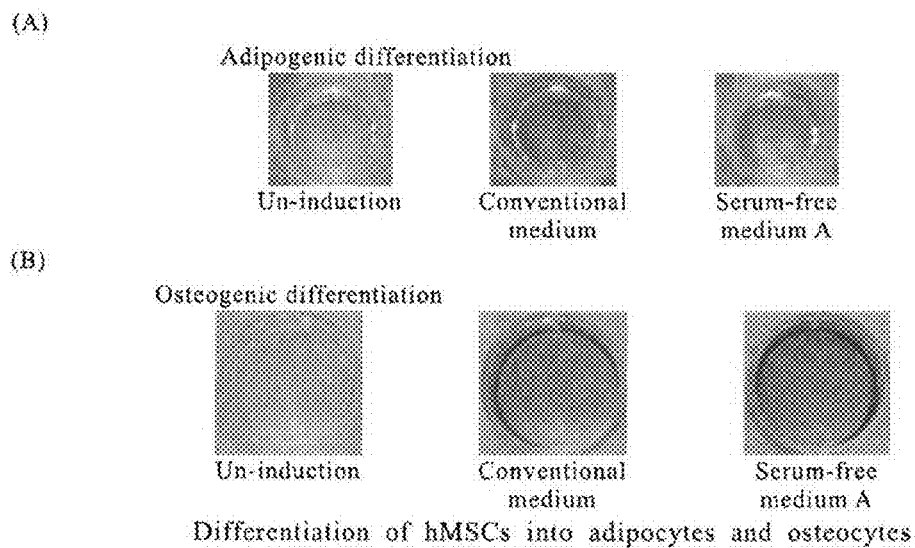 (A)
Adipogenic differentiation
Un-induction
Conventional
medium
Serum-free
medium A
(B)
Osteogenic differentiation
Un-induction
Conventional
medium
Serum-free
medium A
Differentiation of hMSCs into adipocytes and osteocytes